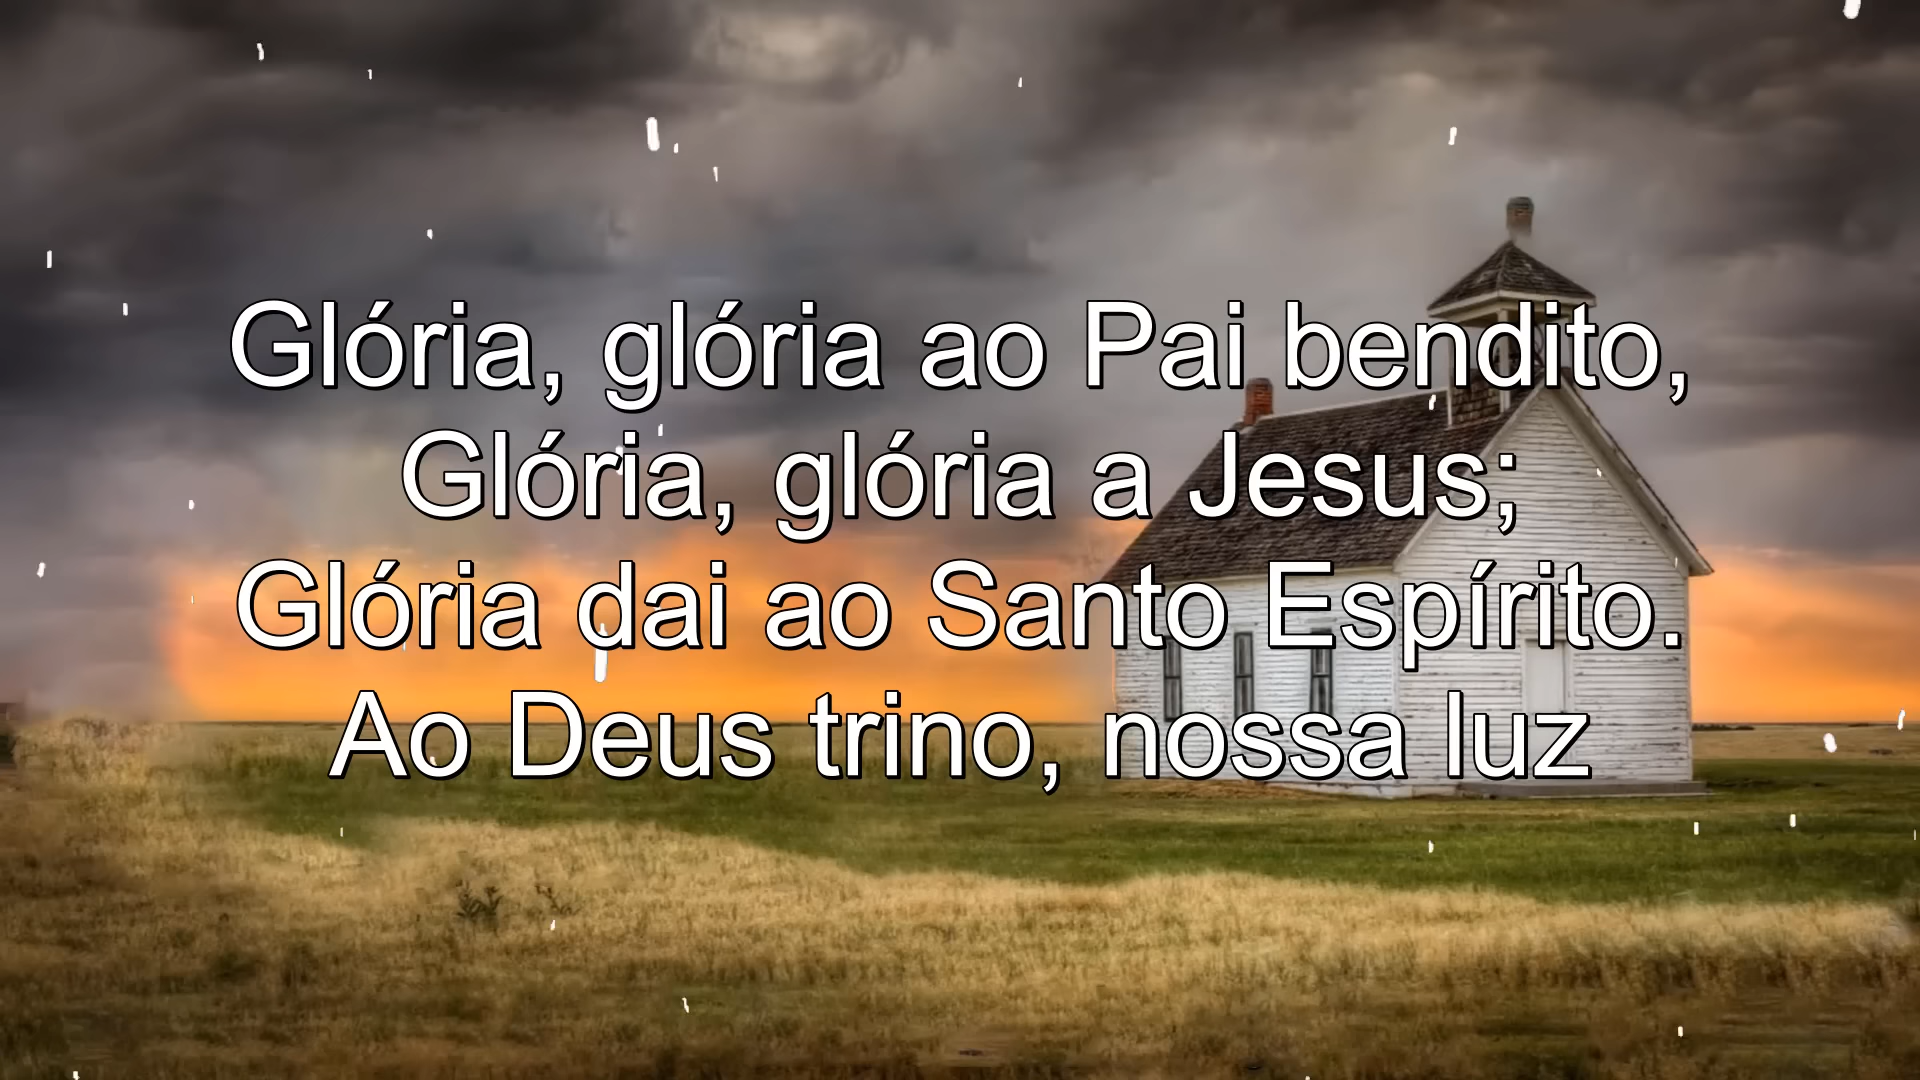 Glória, glória ao Pai bendito,
Glória, glória a Jesus;
Glória dai ao Santo Espírito.
Ao Deus trino, nossa luz